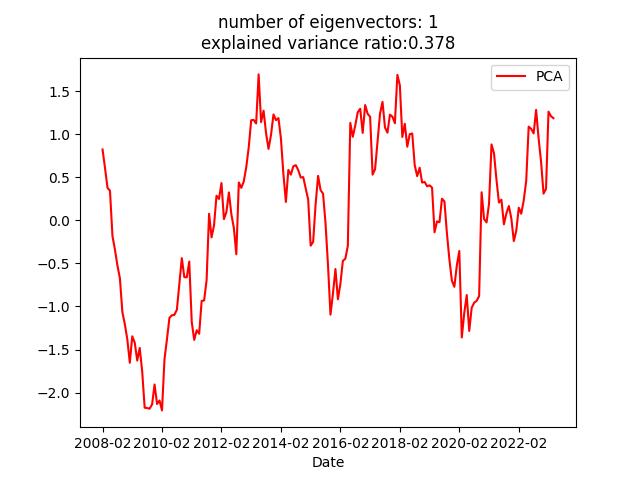 number of eigenvectors: 1
explained variance ratio:0.378
PCA
1.5
1.0
0.5
0.0
−0.5
−1.0
−1.5
−2.0
2008-02 2010-02 2012-02 2014-02 2016-02 2018-02 2020-02 2022-02
Date